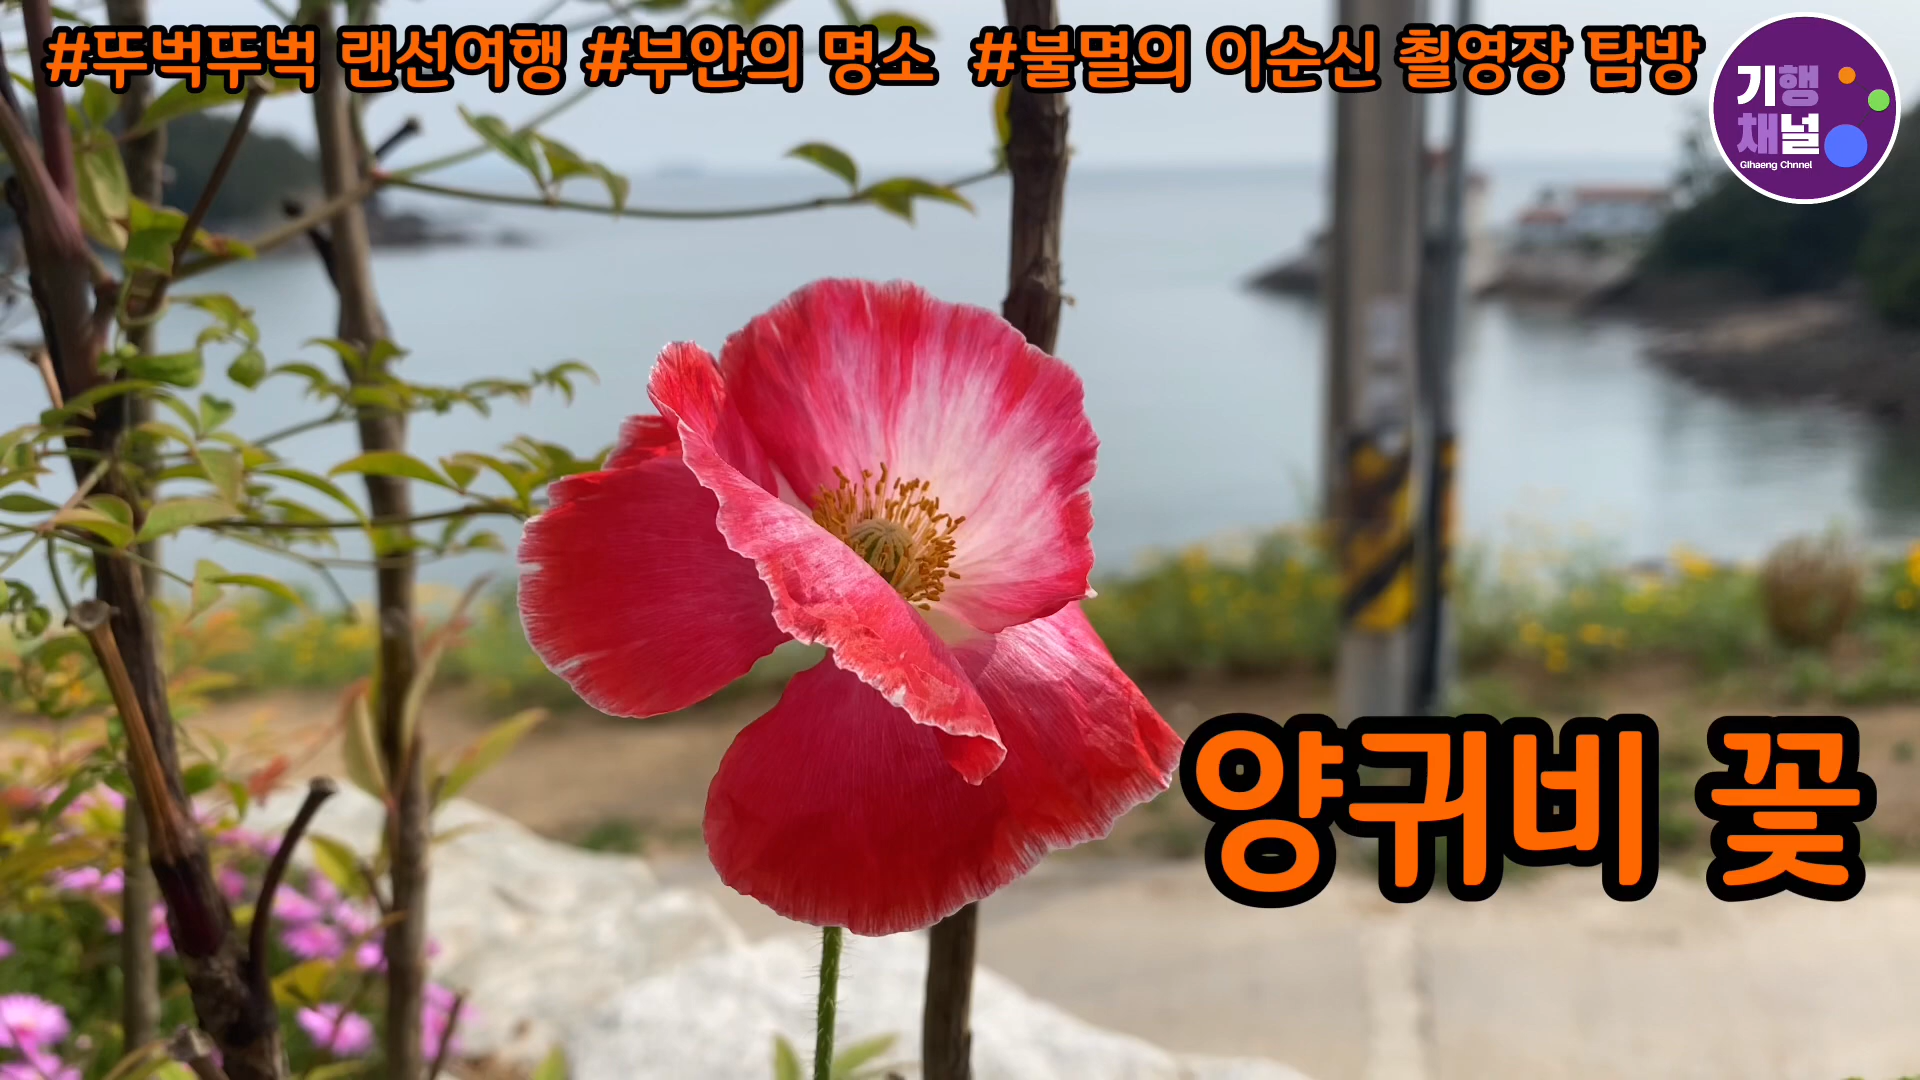 #뚜벅뚜벅 랜선여행 #부안의 명소 #불멸의 이순신 촬영장 탐방
기행
채널
Gihaeng Chnnel
양귀비 꽃